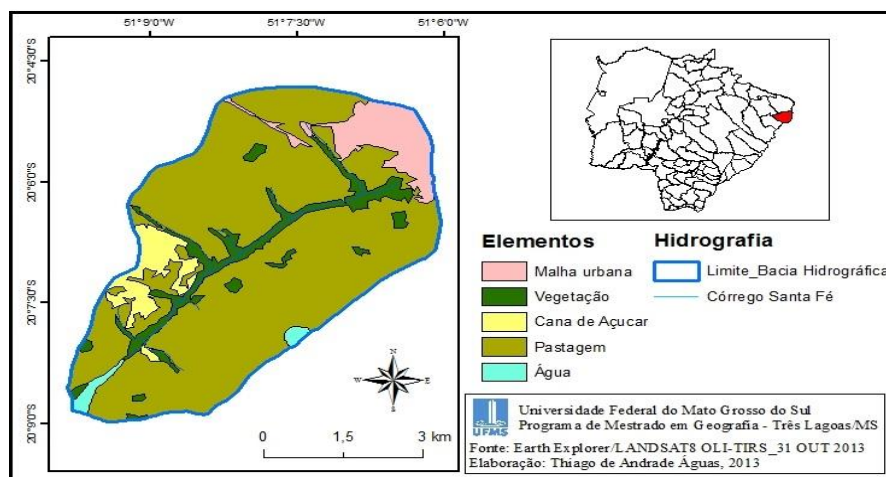 51°9'0"W 51°7'30"W 51°6'0"W
20°4'30"S
20°6'0"S
20°7'30"S
20°9'0"S
N
W E
S
0 1,5 3 km
Elementos
Malha urbana
Vegetação
Cana de Açucar
Pastagem
Água
Hidrografia
Limite_Bacia Hidrográfica
Córrego Santa Fé
UFMS
Universidade Federal do Mato Grosso do Sul
Programa de Mestrado em Geografia - Três Lagoas/MS
Fonte: Earth Explorer/LANDSAT8 OLI-TIRS_31 OUT 2013
Elaboração: Thiago de Andrade Águas, 2013